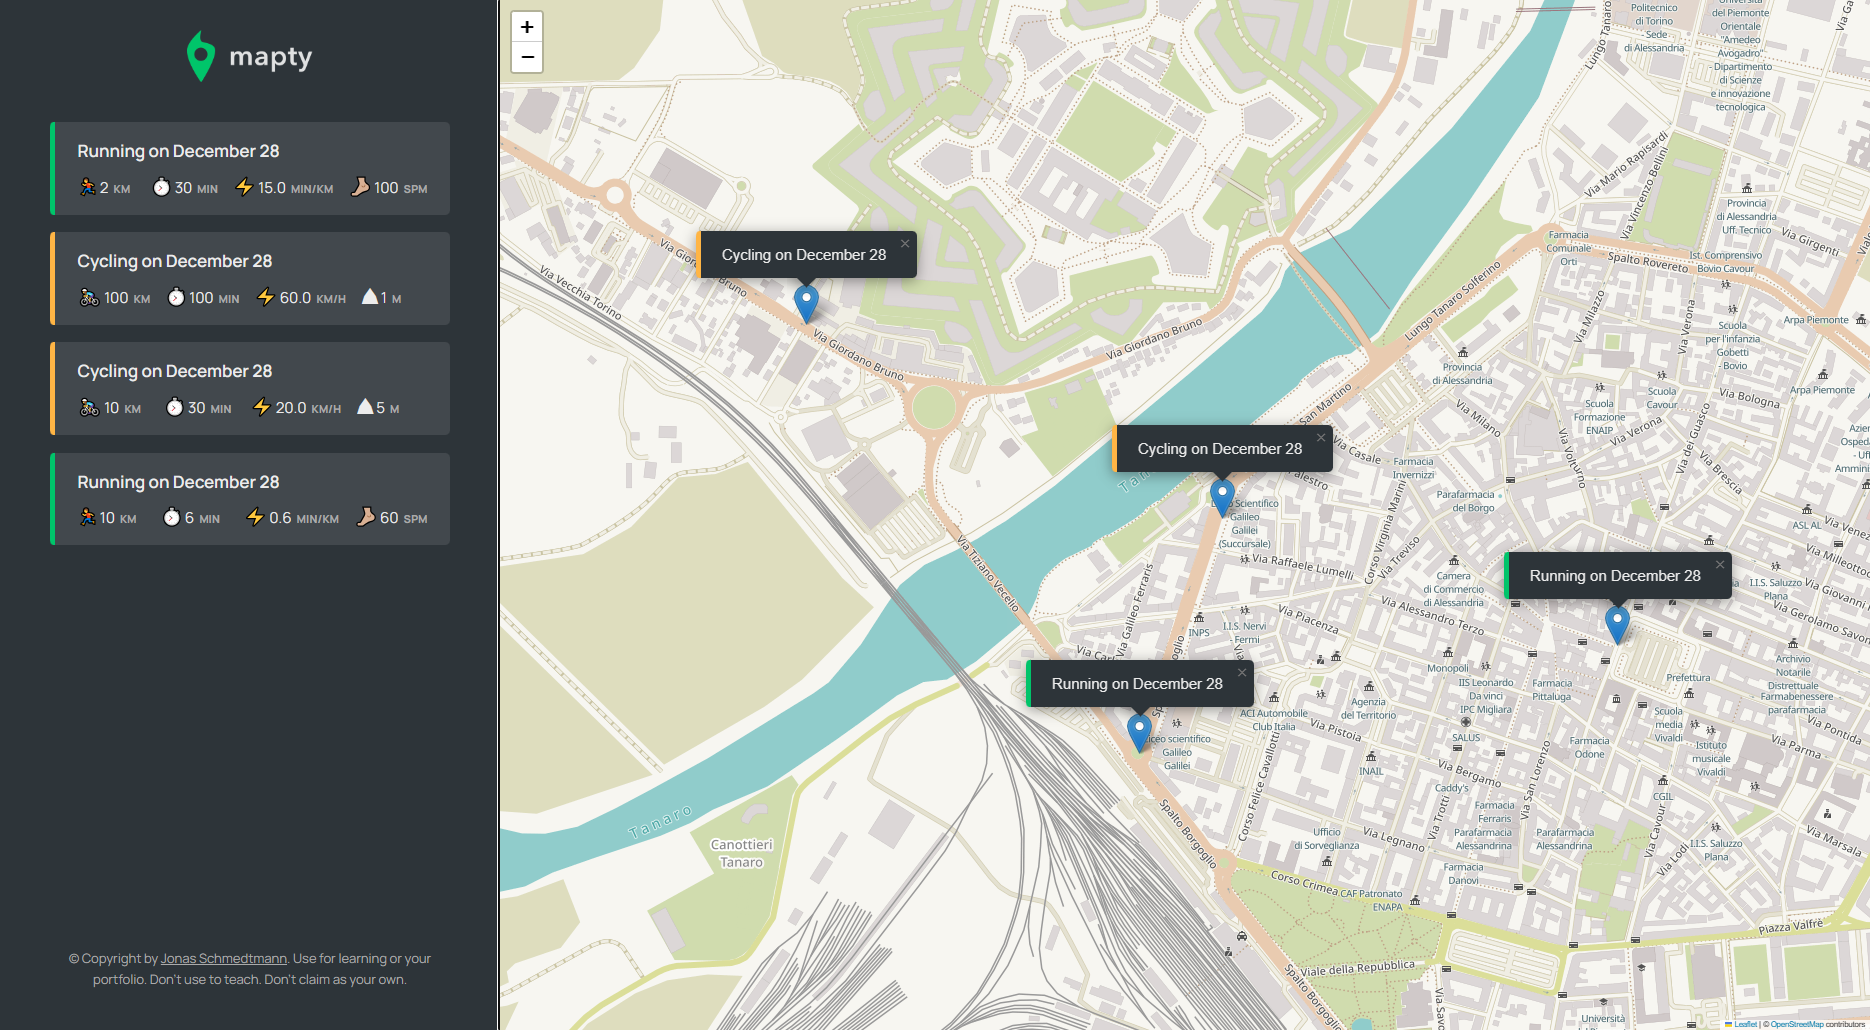 mapty
Running on December 28
2 KM 30 MIN 15.0 MIN/KM 100 SPM
Cycling on December 28
100 KM 100 MIN 60.0 KM/H 1 M
Cycling on December 28
10 KM 30 MIN 20.0 KM/H 5 M
Running on December 28
10 KM 6 MIN 0.6 MIN/KM 60 SPM
© Copyright by Jonas Schmedtmann. Use for learning or your
portfolio. Don't use to teach. Don't claim as your own.
+
−
Politecnico
di Torino
- Sede
di Alessandria
del Piemonte
Orientale
"Amedeo
Avogadro"
- Dipartimento
di Scienze
e innovazione
tecnologica
Lungo Tanaro
Via Mario Rapisardi
Via Vincenzo Bellini
Provincia
di Alessandria
Uff. Tecnico
Via Girgenti
Farmacia
Comunale
Orti
Spalto Rovereto
Ist. Comprensivo
Bovio Cavour
Cycling on December 28
×
Via Vecchia Torino
Via Giordano Bruno
Via Giordano Bruno
Lungo Tanaro Solferino
Via Milazzo
Via Verona
Scuola
per l'infanzia
Gobetti
- Bovio
Arpa Piemonte
Provincia
di Alessandria
Arpa Piemonte
Scuola
Formazione
ENAIP
Scuola
Cavour
Via Bologna
San Martino
Via Milano
Via Verona
Via dei Guasco
Cycling on December 28
×
Via Casale
Farmacia
Invernizzi
Via Volturno
Via Brescia
Parafarmacia
del Borgo
Liceo Scientifico
Galileo
Galilei
(Succursale)
Corso Virginia Marini
ASL AL
Via Milleottoc
Via Tiziano Vecelio
Via Galileo Ferraris
Via Raffaele Lumelli
Via Treviso
Camera
di Commercio
di Alessandria
Running on December 28
×
I.I.S. Saluzzo
Plana
Via Giovanni
Via Gerolamo Savon
INPS
I.I.S. Nervi
- Fermi
Via Piacenza
Via Alessandro Terzo
Monopoli
IIS Leonardo
Da vinci
IPC Migliara
SALUS
Farmacia
Pittaluga
Prefettura
Archivio
Notarile
Distrettuale
Farmabenessere
parafarmacia
Running on December 28
×
ACI Automobile
Club Italia
Agenzia
del Territorio
Via Pistoia
Liceo scientifico
Galileo
Galilei
INAIL
Scuola
media
Vivaldi
Istituto
musicale
Vivaldi
Via Pontida
Via Parma
Farmacia
Odone
Via Bergamo
Caddy's
Via San Lorenzo
Corso Felice Cavallotti
Via Trotti
Farmacia
Ferraris
Parafarmacia
Alessandrina
Parafarmacia
Alessandrina
CGIL
Via Cavour
Via Lodi
I.I.S. Saluzzo
Plana
Via Marsala
Tanaro
Canottieri
Tanaro
Spalto Borgoglio
Ufficio
di Sorveglianza
Via Legnano
Farmacia
Danovi
Corso Crimea
CAF Patronato
ENAPA
Piazza Valfrè
Viale della Repubblica
Spalto Borgoglio
Università
Leaflet | © OpenStreetMap contributors